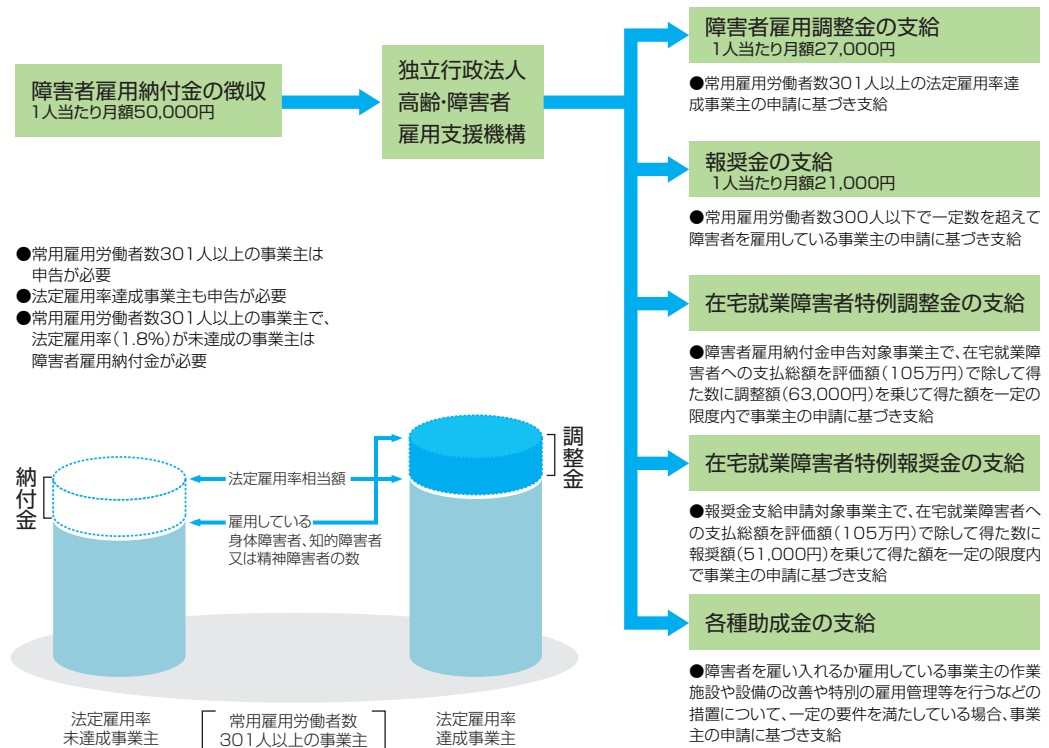 障害者雇用納付金の徴収
1人当たり月額50,000円
独立行政法人
高齢・障害者
雇用支援機構
●常用雇用労働者数301人以上の事業主は
申告が必要
●法定雇用率達成事業主も申告が必要
●常用雇用労働者数301人以上の事業主で、
法定雇用率(1.8%)が未達成の事業主は
障害者雇用納付金が必要
納付金
法定雇用率相当額
雇用している
身体障害者、知的障害者
又は精神障害者の数
調整金
法定雇用率
未達成事業主
常用雇用労働者数
301人以上の事業主
法定雇用率
達成事業主
障害者雇用調整金の支給
1人当たり月額27,000円
●常用雇用労働者数301人以上の法定雇用率達
成事業主の申請に基づき支給
報奨金の支給
1人当たり月額21,000円
●常用雇用労働者数300人以下で一定数を超えて
障害者を雇用している事業主の申請に基づき支給
在宅就業障害者特例調整金の支給
●障害者雇用納付金申告対象事業主で、在宅就業障
害者への支払総額を評価額(105万円)で除して得
た数に調整額(63,000円)を乗じて得た額を一定の
限度内で事業主の申請に基づき支給
在宅就業障害者特例報奨金の支給
●報奨金支給申請対象事業主で、在宅就業障害者へ
の支払総額を評価額(105万円)で除して得た数に
報奨額(51,000円)を乗じて得た額を一定の限度内
で事業主の申請に基づき支給
各種助成金の支給
●障害者を雇い入れるか雇用している事業主の作業
施設や設備の改善や特別の雇用管理等を行うなどの
措置について、一定の要件を満たしている場合、事業
主の申請に基づき支給